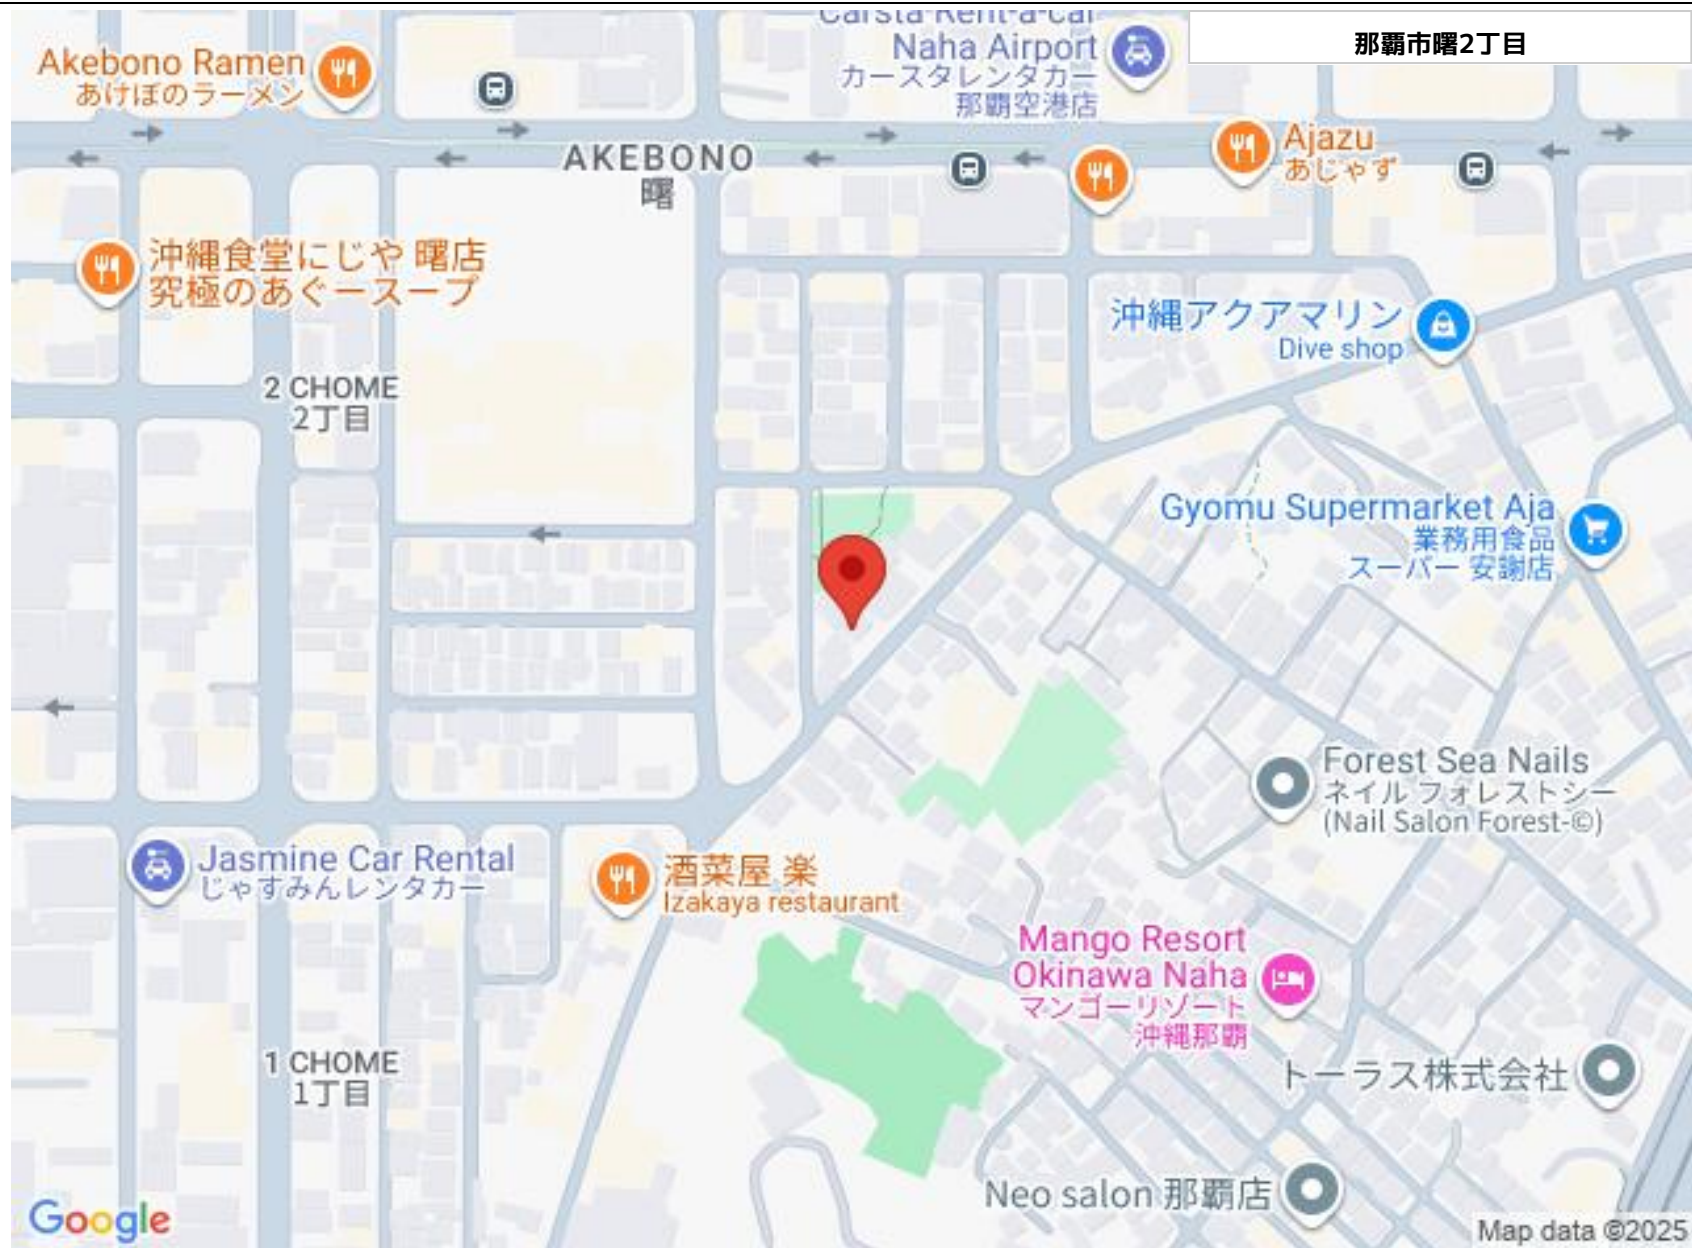 Carsta Rent-a-car
Naha Airport
カースタレンタカー
那覇空港店
那覇市曙2丁目
Akebono Ramen
あけぼのラーメン
AKEBONO
曙
Ajazu
あじゃず
沖縄食堂にじや 曙店
究極のあぐースープ
沖縄アクアマリン
Dive shop
2 CHOME
2丁目
Gyomu Supermarket Aja
業務用食品
スーパー 安謝店
Forest Sea Nails
ネイル フォレストシー
(Nail Salon Forest-©)
Jasmine Car Rental
じゃすみんレンタカー
酒菜屋 楽
Izakaya restaurant
Mango Resort
Okinawa Naha
マンゴーリゾート
沖縄那覇
1 CHOME
1丁目
トーラス株式会社
Neo salon 那覇店
Google
Map data ©2025